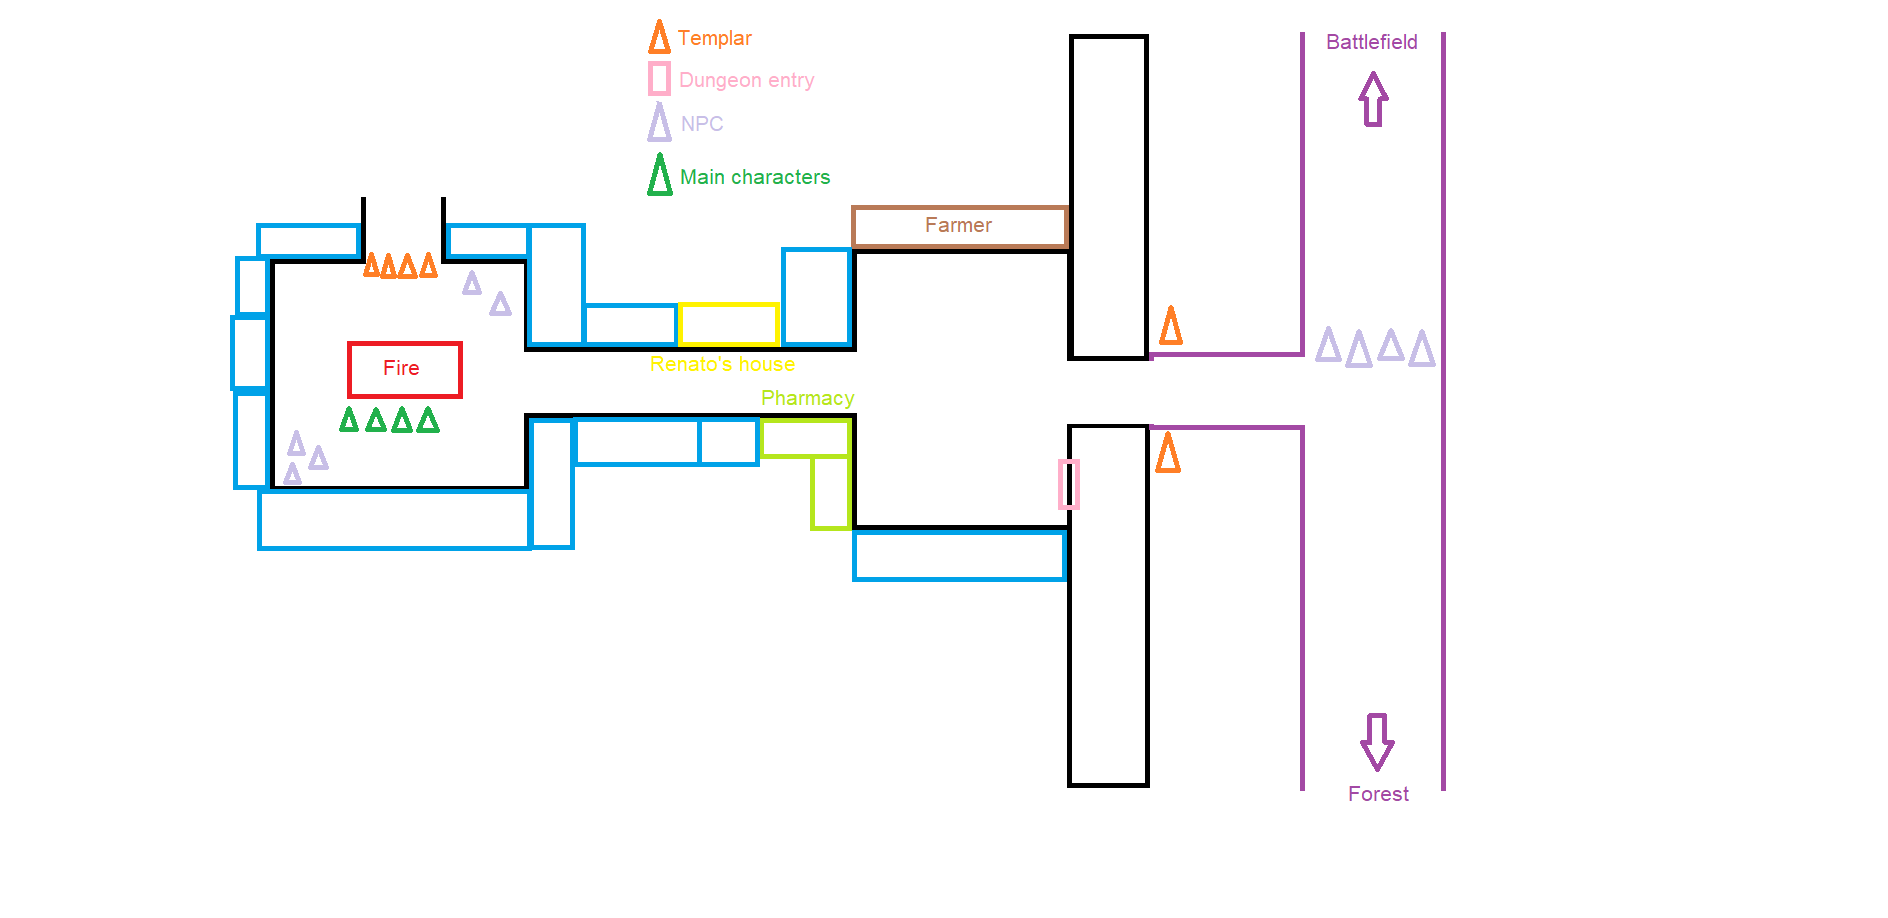 Templar
Dungeon entry
NPC
Main characters
Battlefield
Farmer
Fire
Renato's house
Pharmacy
Forest